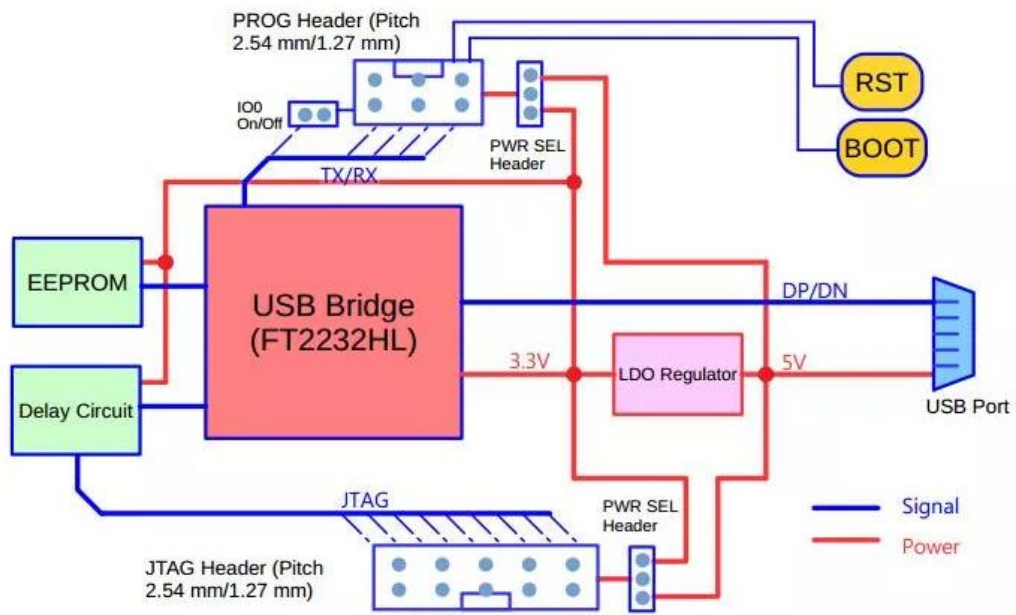 PROG Header (Pitch
2.54 mm/1.27 mm)
RST
IO0
On/Off
BOOT
PWR SEL
Header
TX/RX
EEPROM
USB Bridge
(FT2232HL)
DP/DN
3.3V
LDO Regulator
5V
Delay Circuit
USB Port
JTAG
PWR SEL
Header
Signal
Power
JTAG Header (Pitch
2.54 mm/1.27 mm)